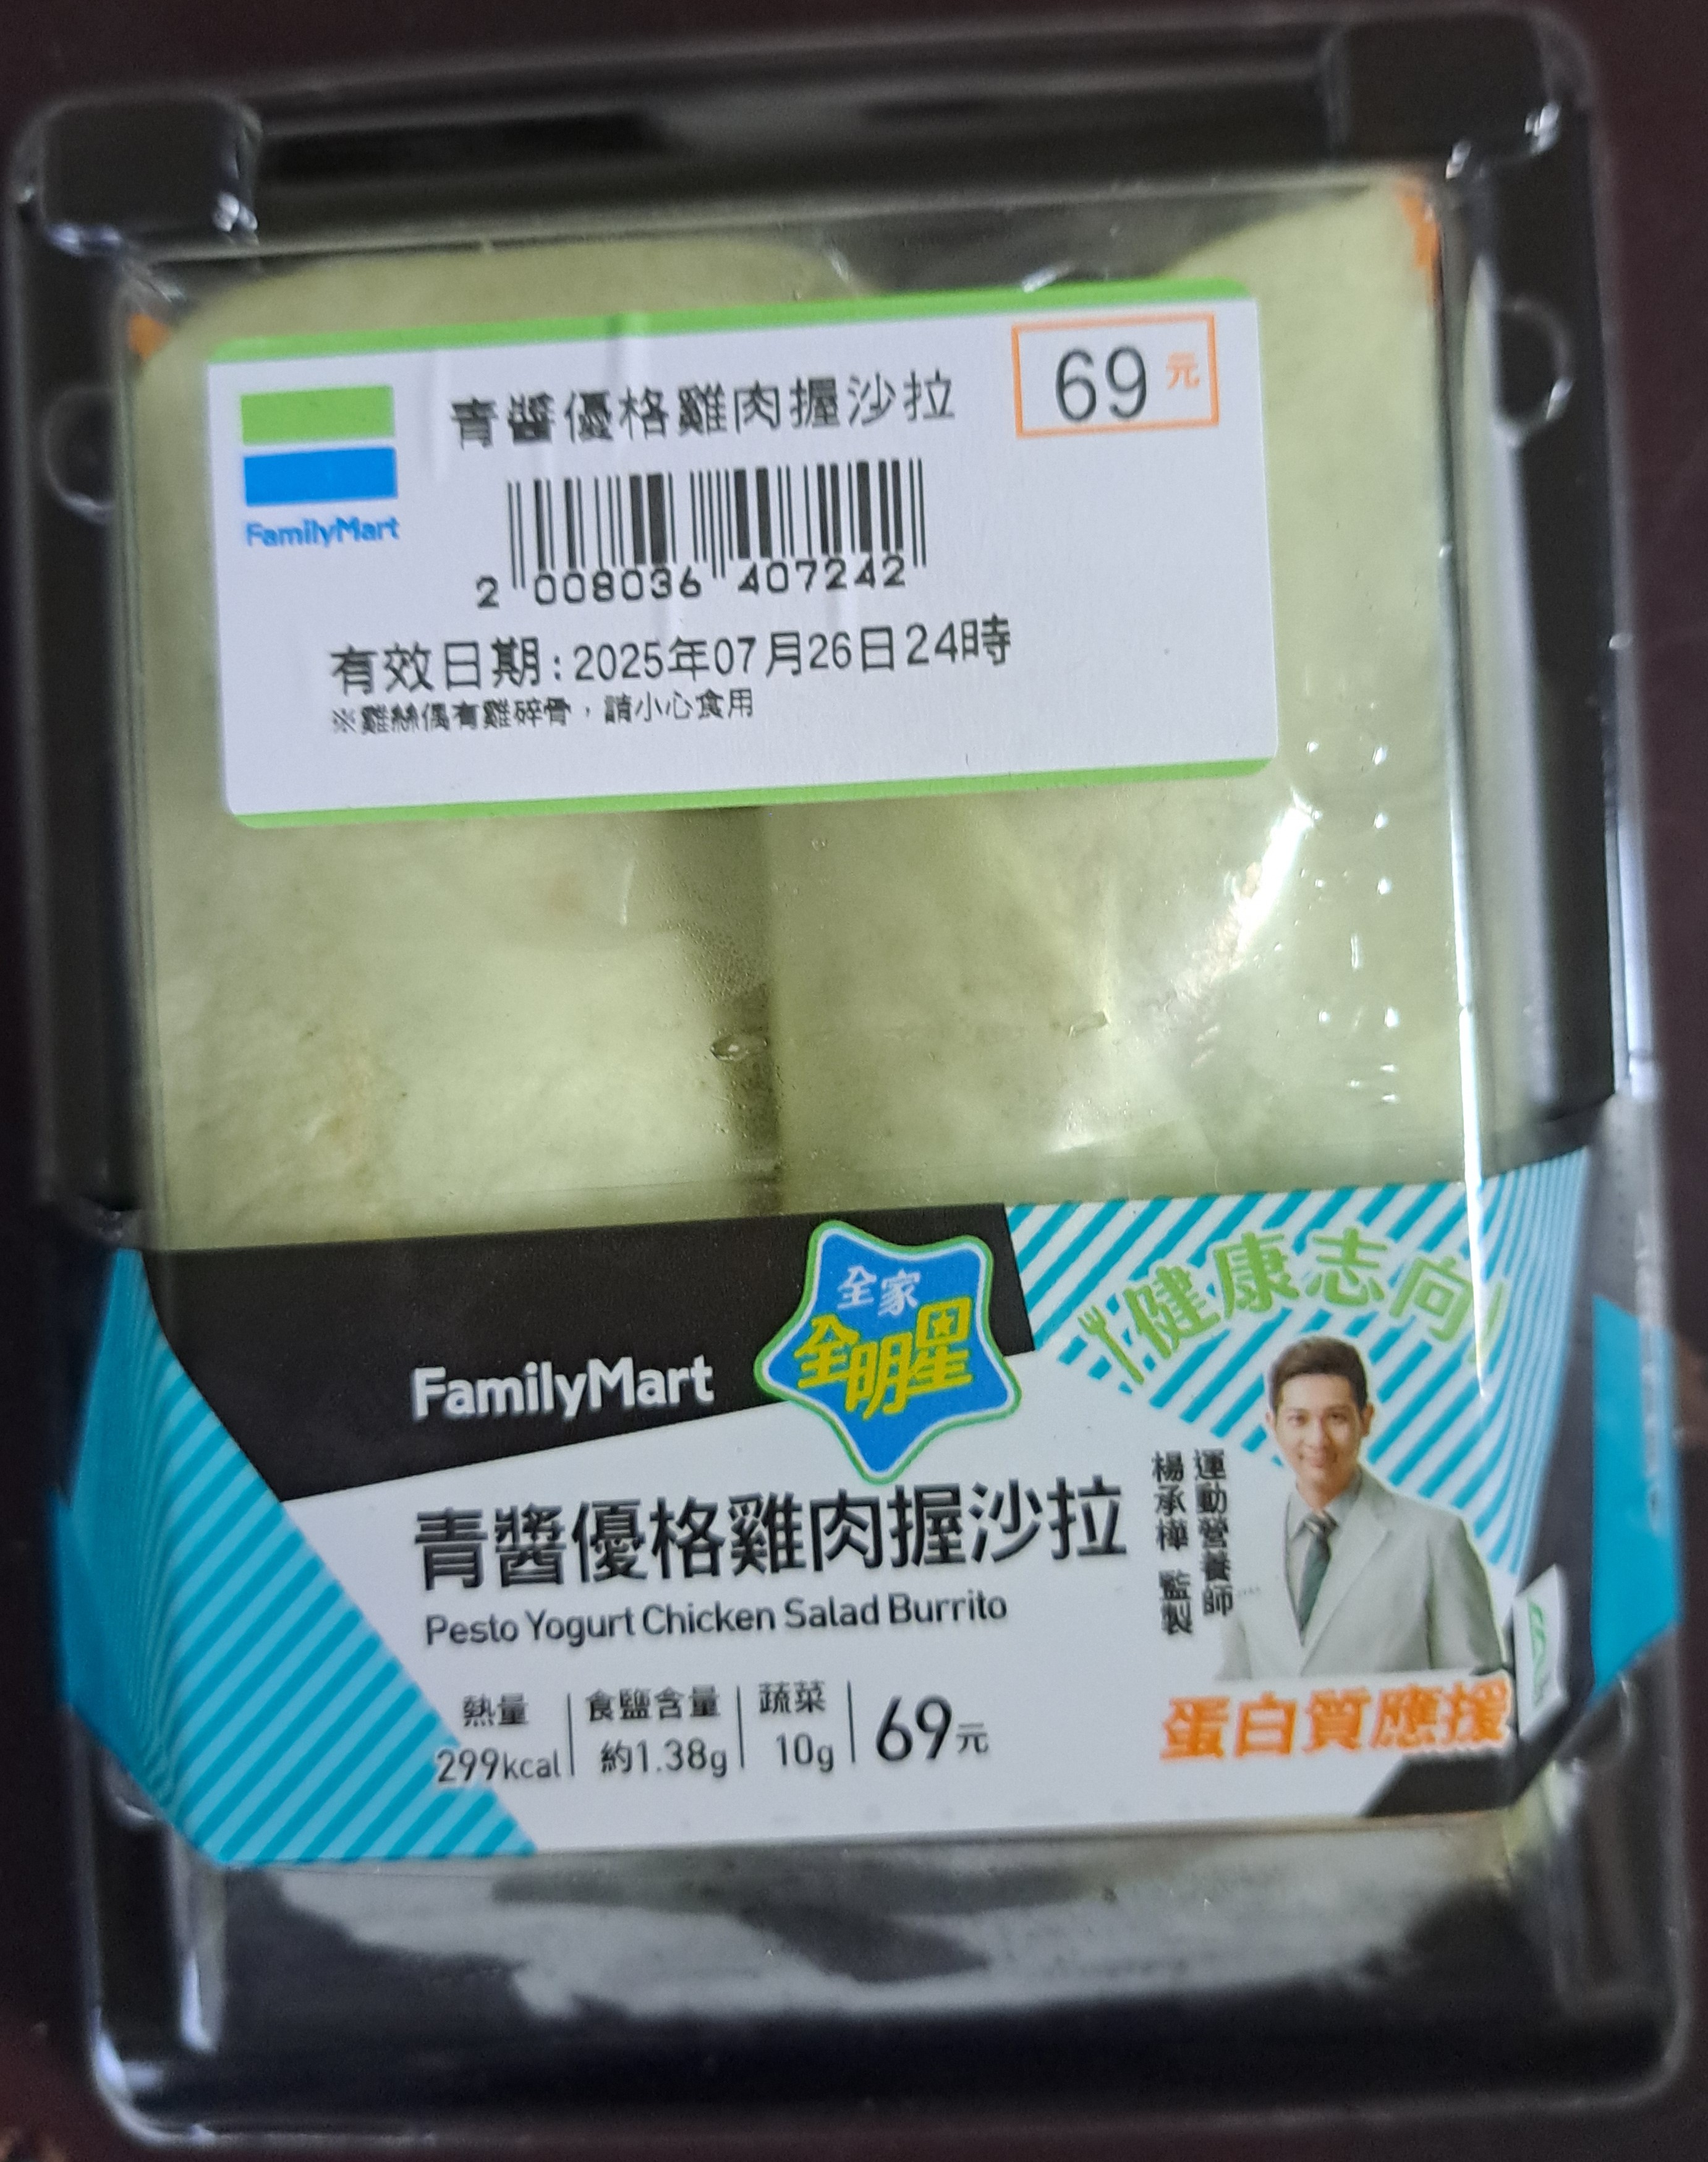 青醬優格雞肉握沙拉
69元
FamilyMart
2 008036 407242
有效日期:2025年07月26日24時
※雞絲偶有雞碎骨,請小心食用
全家
全明星
健康志向
FamilyMart
青醬優格雞肉握沙拉
Pesto Yogurt Chicken Salad Burrito
運動營養師
楊承樺 監製
熱量
299kcal
食鹽含量
約1.38g
蔬菜
10g
69元
蛋白質應援